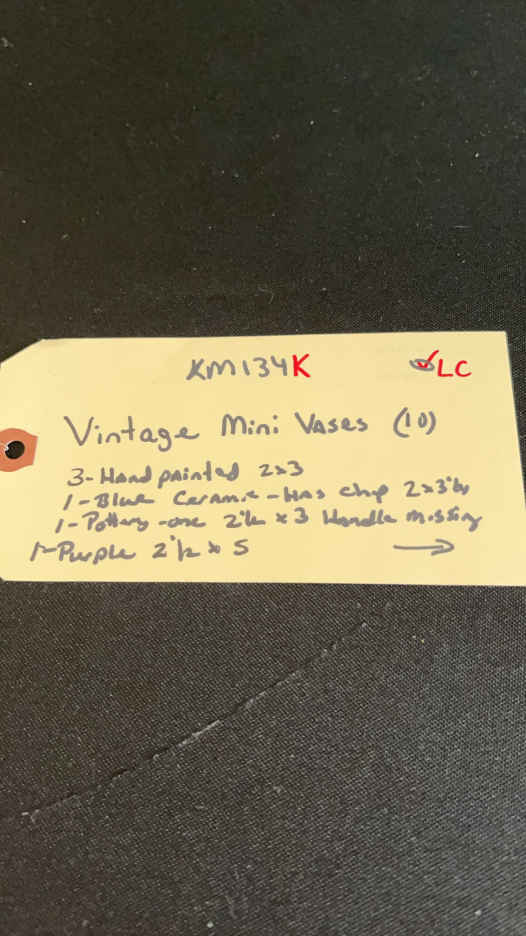 KM134K ✓LC
Vintage Mini Vases (10)
3-Hand painted 2x3
1-Blue Ceramic-Has chip 2x3½
1-Pottery-one 2½ x 3 Handle missing
1-Purple 2½ x 5 →